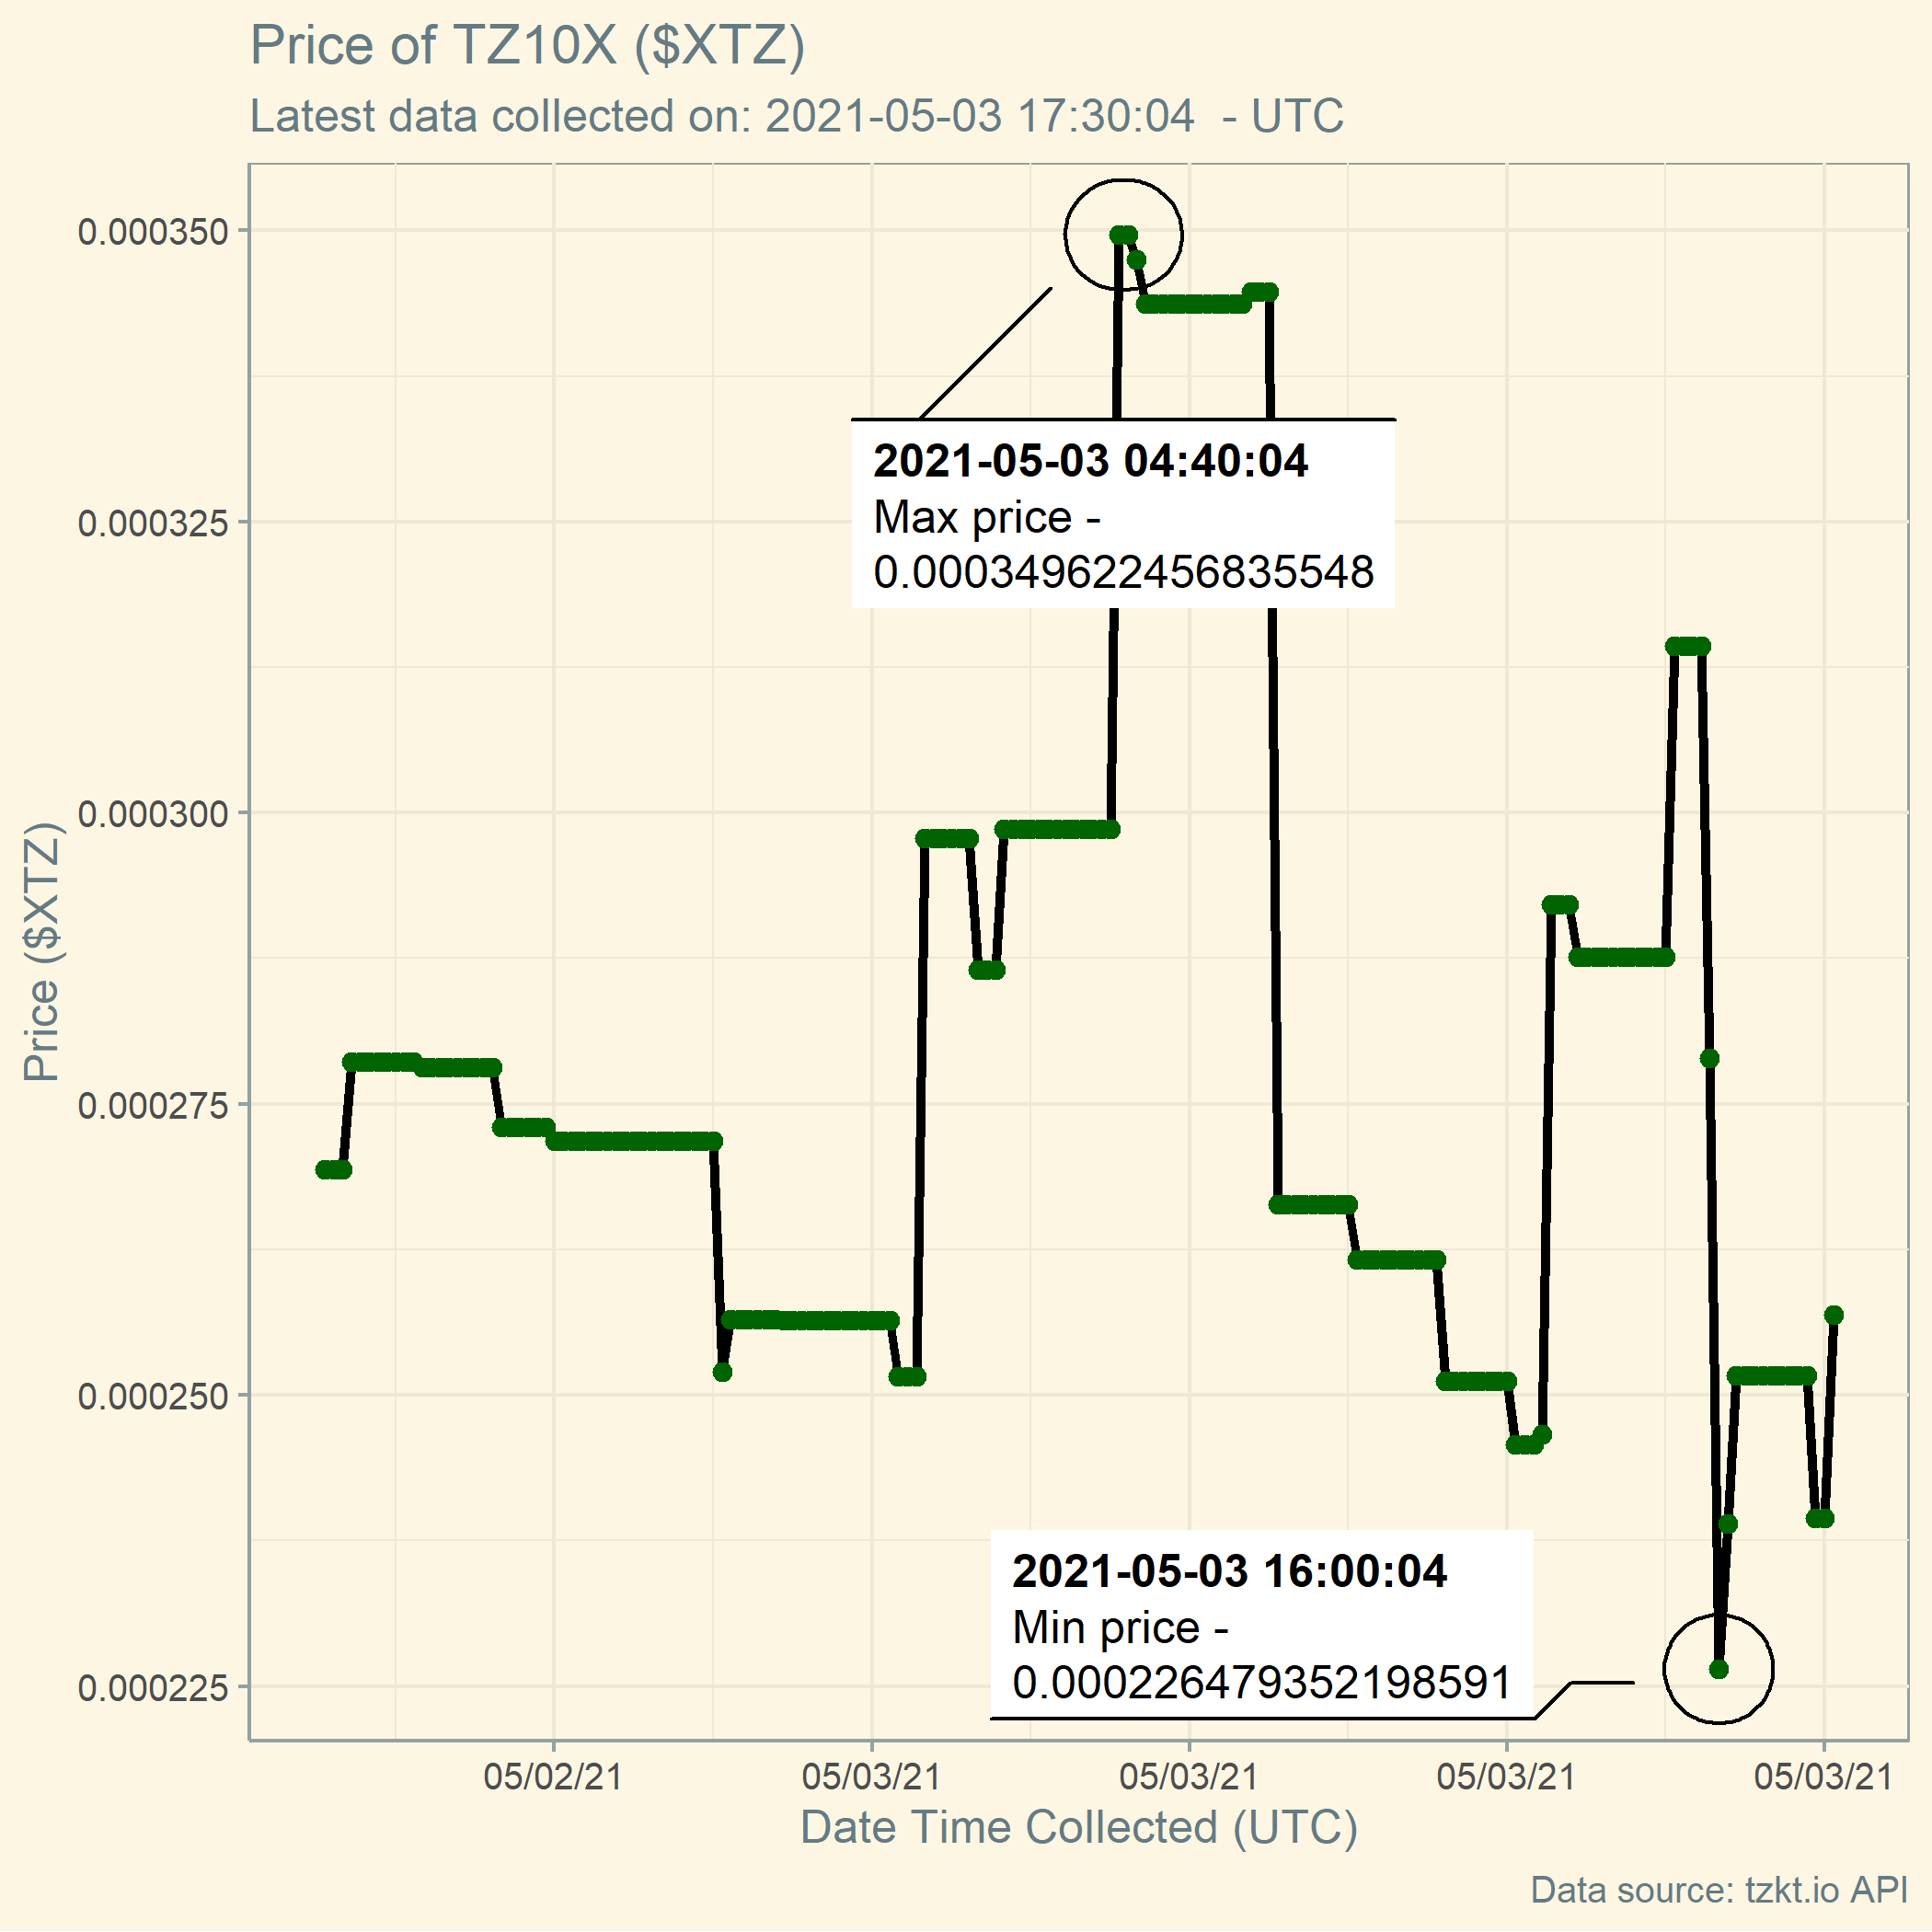 Price of TZ10X ($XTZ)
Latest data collected on: 2021-05-03 17:30:04  - UTC
0.000350
0.000325
0.000300
0.000275
0.000250
0.000225
Price ($XTZ)
2021-05-03 04:40:04
Max price -
0.000349622456835548
2021-05-03 16:00:04
Min price -
0.000226479352198591
05/02/21
05/03/21
05/03/21
05/03/21
05/03/21
Date Time Collected (UTC)
Data source: tzkt.io API